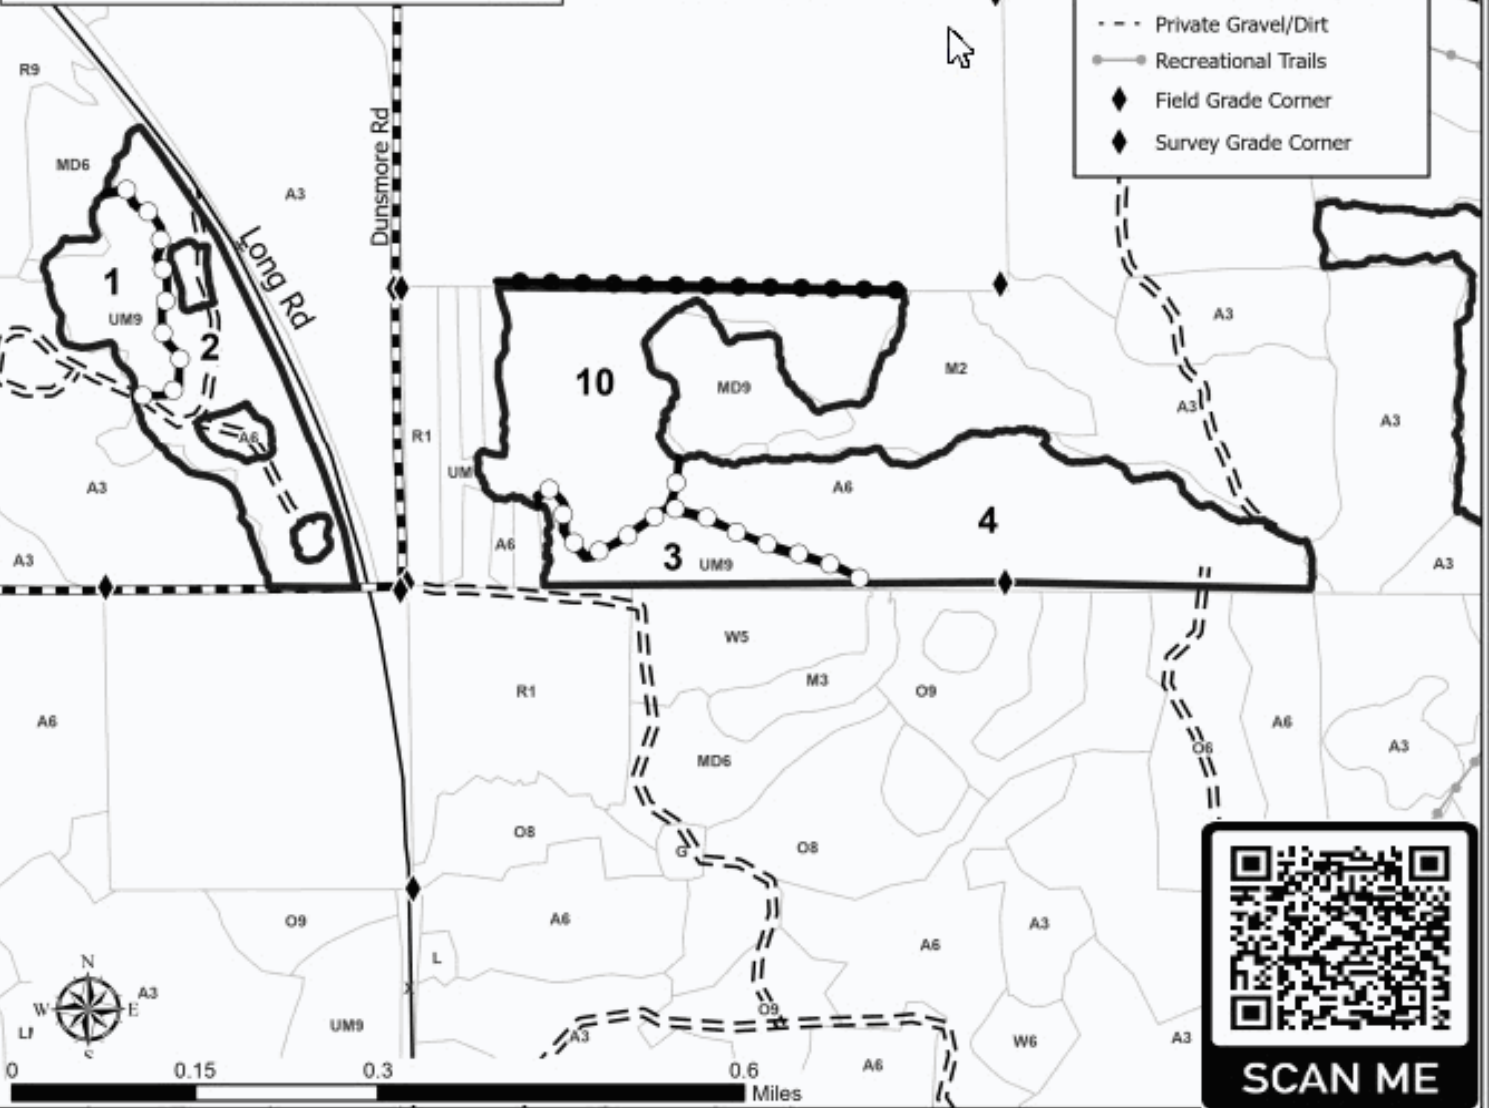 Private Gravel/Dirt
Recreational Trails
Field Grade Corner
Survey Grade Corner
R9
MD6
A3
Dunsmore Rd
Long Rd
1
UM9
2
A3
10
MD9
M2
A3
A3
R1
A6
UM
A3
A6
4
A6
3
UM9
A3
A3
W5
M3
O9
R1
A6
A6
A3
O6
MD6
O8
G
O8
O9
A6
A3
A6
L
N
W
E
S
A3
UM9
O9
A3
W6
A3
A6
0
0.15
0.3
0.6
Miles
SCAN ME